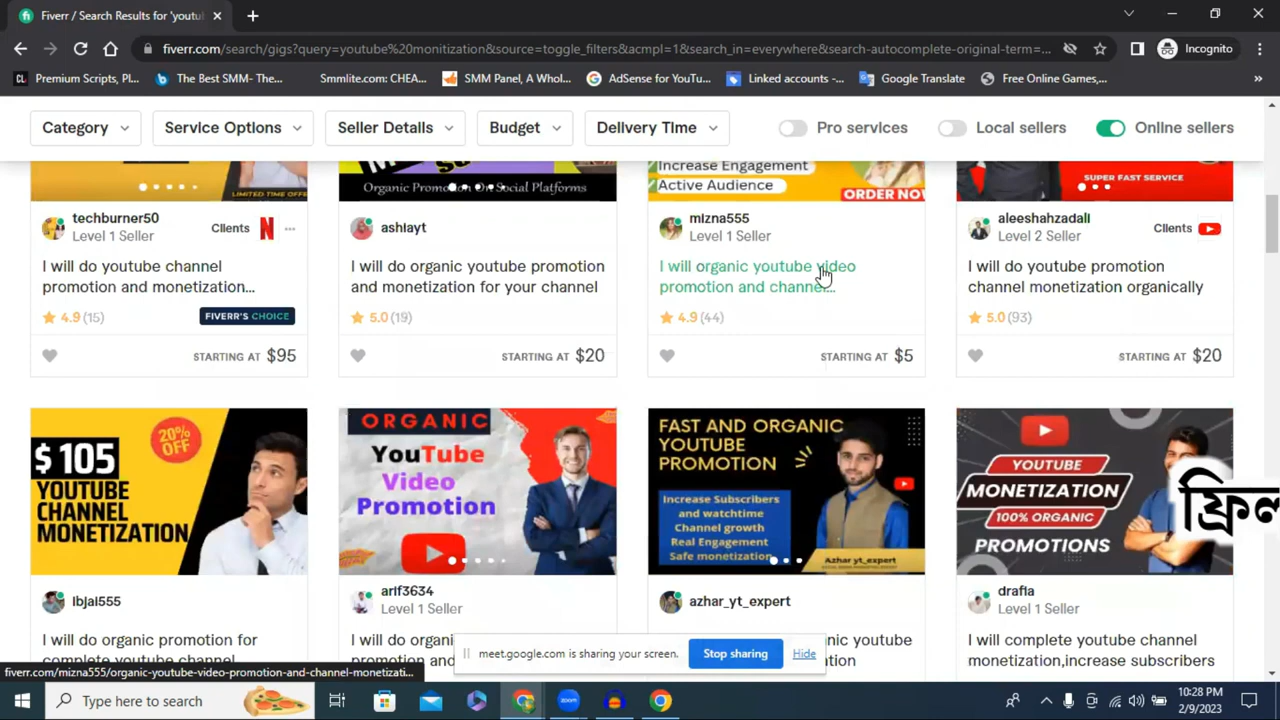 Fiverr / Search Results for 'youtu
Incognito
fiverr.com/search/gigs?query=youtube%20monitization&source=toggle_filters&acmpl=1&search_in=everywhere&search-autocomplete-original-term=...
Premium Scripts, Pl...
The Best SMM- The...
Smmlite.com: CHEA...
SMM Panel, A Whol...
AdSense for YouTu...
Linked accounts -...
Google Translate
Free Online Games,...
Category
Service Options
Seller Details
Budget
Delivery Time
Pro services
Local sellers
Online sellers
LIMITED TIME OFFE
Organic Promotion On Social Platforms
Increase Engagement
Active Audience
ORDER NOW
SUPER FAST SERVICE
techburner50
Level 1 Seller
Clients
I will do youtube channel
promotion and monetization...
4.9 (15)
FIVERR'S CHOICE
STARTING AT $95
ashlayt
I will do organic youtube promotion
and monetization for your channel
5.0 (19)
STARTING AT $20
mizna555
Level 1 Seller
I will organic youtube video
promotion and channel...
4.9 (44)
STARTING AT $5
aleeshahzadali
Level 2 Seller
Clients
I will do youtube promotion
channel monetization organically
5.0 (93)
STARTING AT $20
20%
OFF
$ 105
YOUTUBE
CHANNEL
MONETIZATION
ibjai555
I will do organic promotion for
ORGANIC
YouTube
Video
Promotion
arif3634
Level 1 Seller
FAST AND ORGANIC
YOUTUBE
PROMOTION
Increase Subscribers
and watchtime
Channel growth
Real Engagement
Safe monetization
Azhar yt_expert
azhar_yt_expert
YOUTUBE
MONETIZATION
100% ORGANIC
PROMOTIONS
ফ্রিল
drafia
Level 1 Seller
I will complete youtube channel
monetization,increase subscribers
meet.google.com is sharing your screen.
Stop sharing
Hide
fiverr.com/mizna555/organic-youtube-video-promotion-and-channel-monetizati...
Type here to search
10:28 PM
2/9/2023